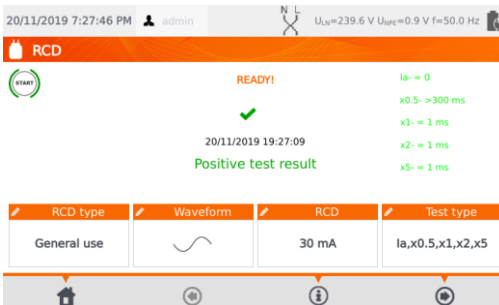 20/11/2019 7:27:46 PM admin N L U_LN=239.6 V U_NPE=0.9 V f=50.0 Hz
RCD
START
READY!
20/11/2019 19:27:09
Positive test result
Ia- = 0
x0.5- >300 ms
x1- = 1 ms
x2- = 1 ms
x5- = 1 ms
RCD type Waveform RCD Test type
General use 30 mA Ia,x0.5,x1,x2,x5